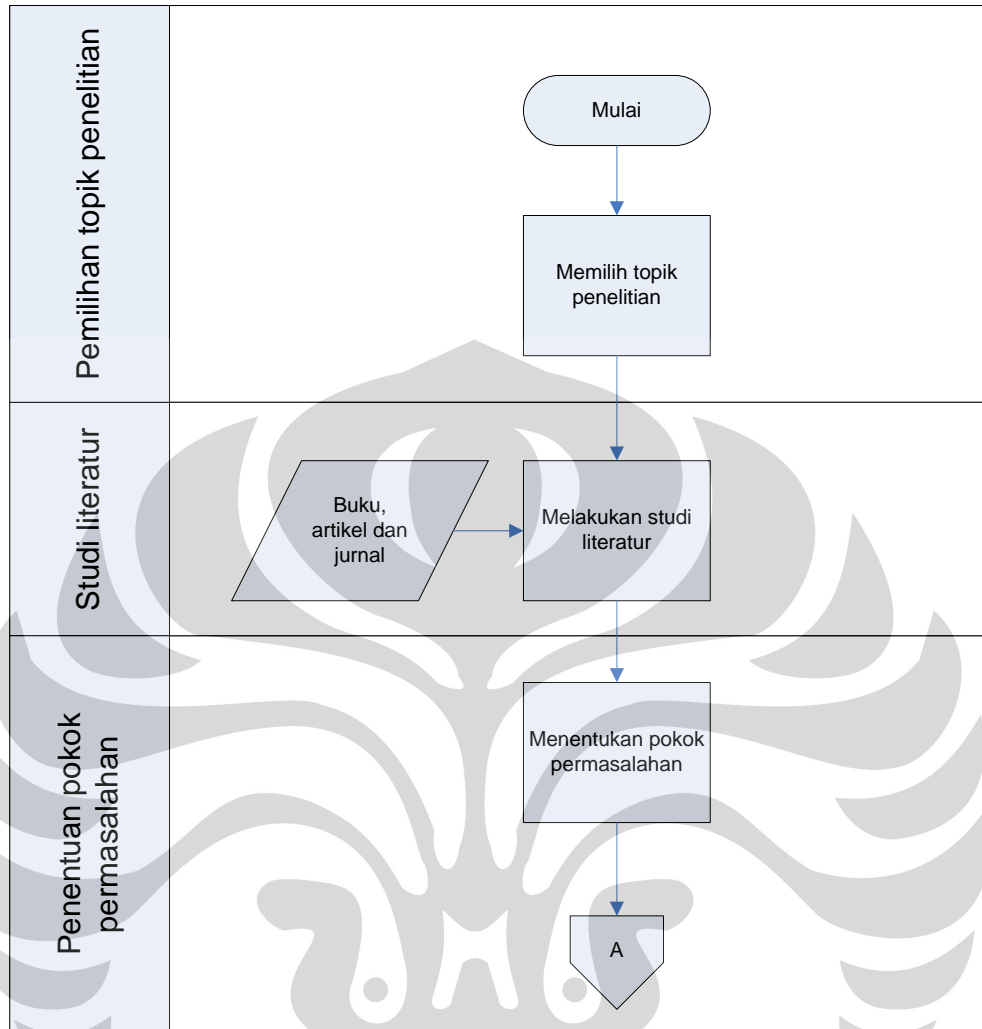 Pemilihan topik penelitian
Mulai
Memilih topik
penelitian
Studi literatur
Buku,
artikel dan
jurnal
Melakukan studi
literatur
Penentuan pokok
permasalahan
Menentukan pokok
permasalahan
A